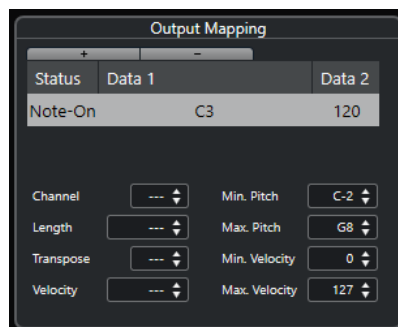 Output Mapping
+ −
Status Data 1 Data 2
Note-On C3 120
Channel --- Min. Pitch C-2
Length --- Max. Pitch G8
Transpose --- Min. Velocity 0
Velocity --- Max. Velocity 127